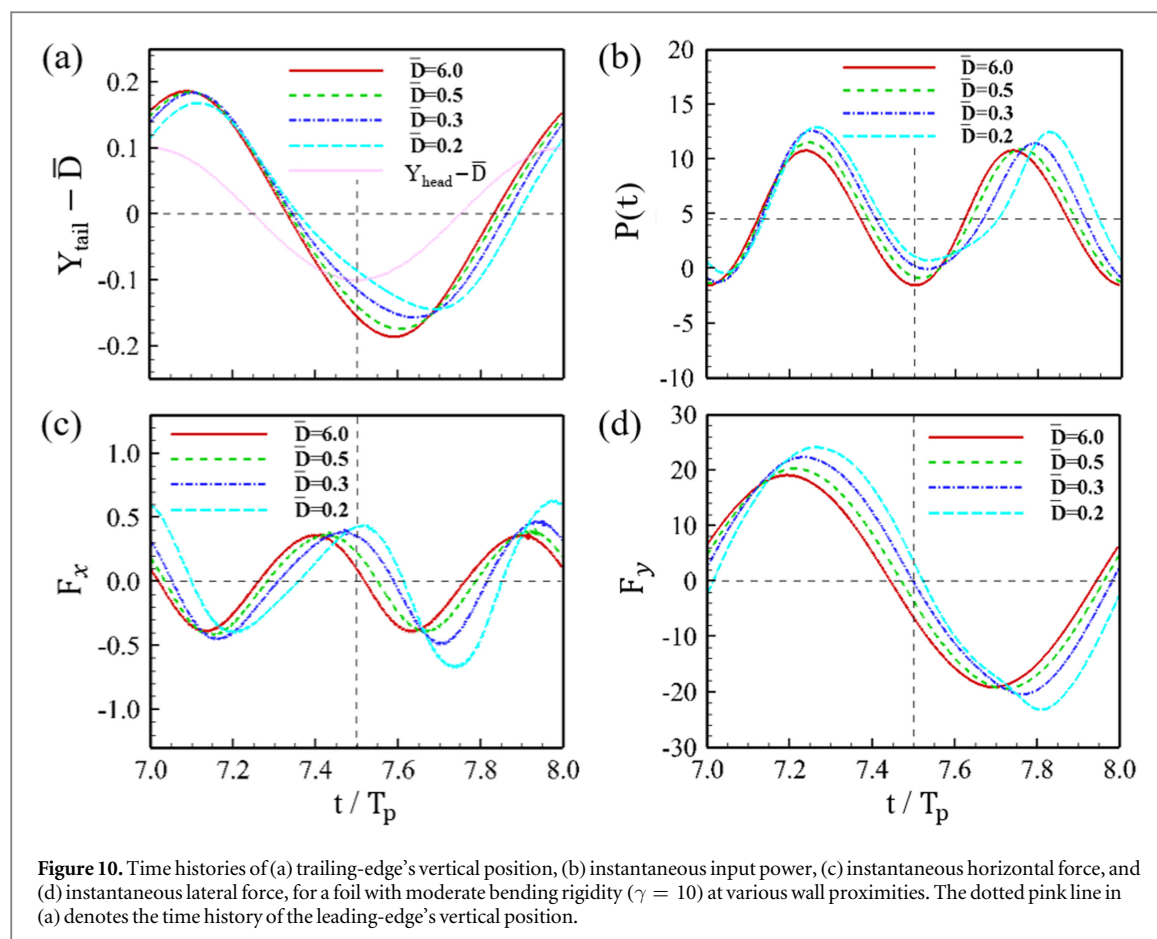 (a)
0.2
0.1
0
-0.1
-0.2
Y_tail − D̄
D̄=6.0
D̄=0.5
D̄=0.3
D̄=0.2
Y_head − D̄
(b)
20
15
10
5
0
-5
-10
P(t)
D̄=6.0
D̄=0.5
D̄=0.3
D̄=0.2
(c)
1.0
0.5
0.0
-0.5
-1.0
F_x
D̄=6.0
D̄=0.5
D̄=0.3
D̄=0.2
7.0 7.2 7.4 7.6 7.8 8.0
t / T_p
(d)
30
20
10
0
-10
-20
-30
F_y
D̄=6.0
D̄=0.5
D̄=0.3
D̄=0.2
7.2 7.4 7.6 7.8 8.0
t / T_p
Figure 10. Time histories of (a) trailing-edge's vertical position, (b) instantaneous input power, (c) instantaneous horizontal force, and
(d) instantaneous lateral force, for a foil with moderate bending rigidity (γ = 10) at various wall proximities. The dotted pink line in
(a) denotes the time history of the leading-edge's vertical position.